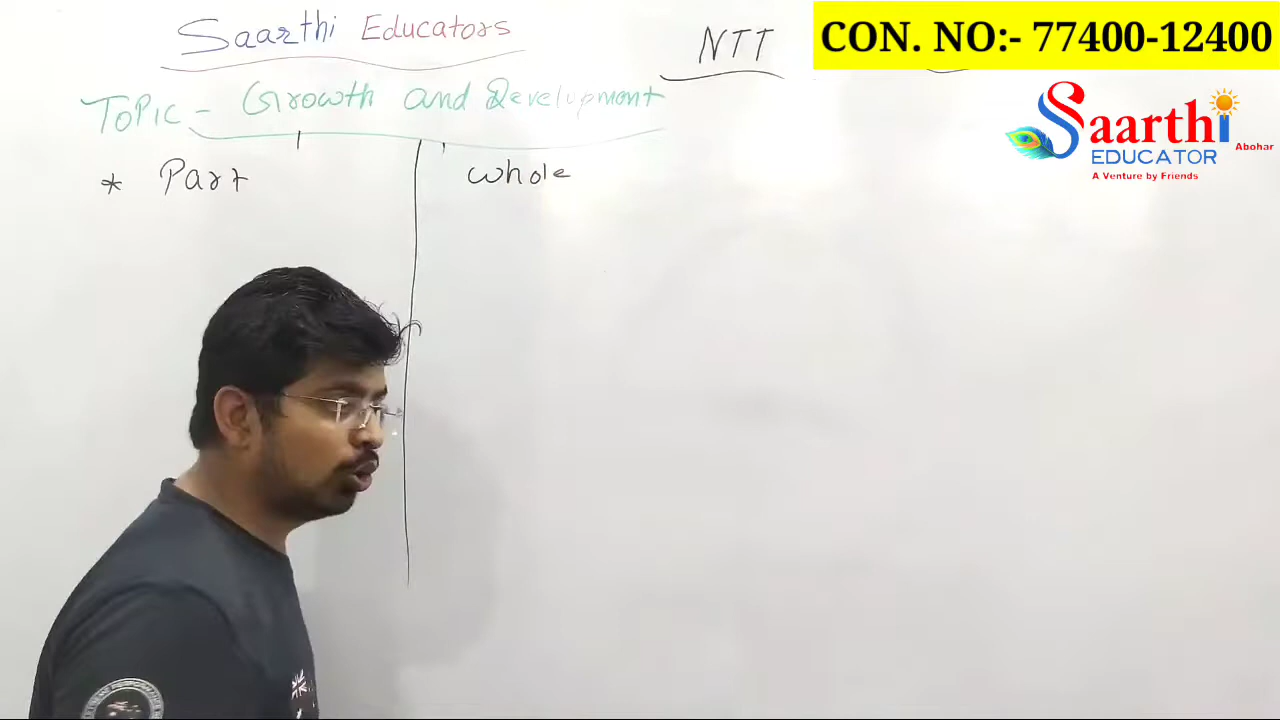 Saarthi Educators
NTT
CON. NO:- 77400-12400
Topic - Growth and Development
Saarthi
EDUCATOR
Abohar
A Venture by Friends
* Part
whole